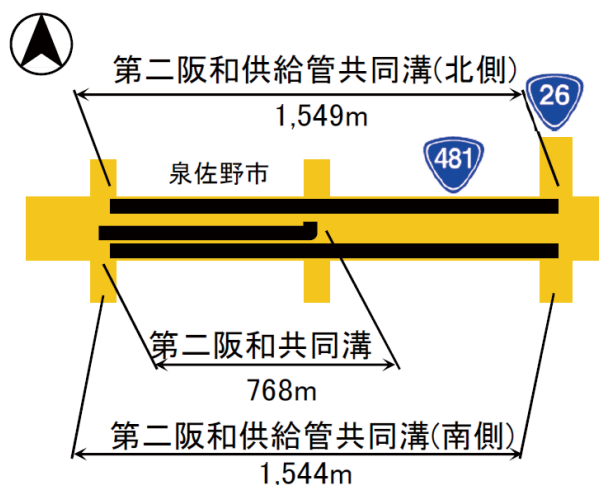 第二阪和供給管共同溝(北側)
1,549m
26
481
泉佐野市
第二阪和共同溝
768m
第二阪和供給管共同溝(南側)
1,544m